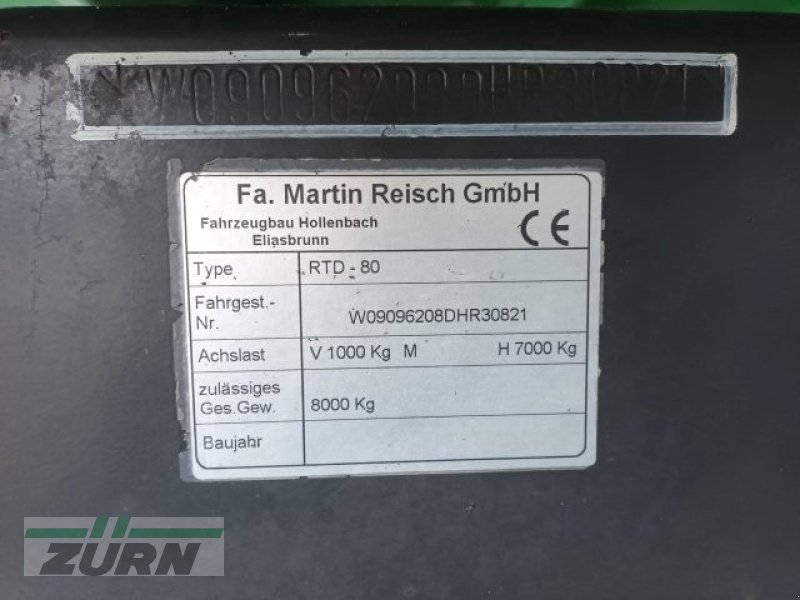 *W09096208DHR30821*
Fa. Martin Reisch GmbH
Fahrzeugbau Hollenbach
Eliasbrunn
CE
Type RTD - 80
Fahrgest.-
Nr. W09096208DHR30821
Achslast V 1000 Kg M H 7000 Kg
zulässiges
Ges.Gew. 8000 Kg
Baujahr
ZÜRN